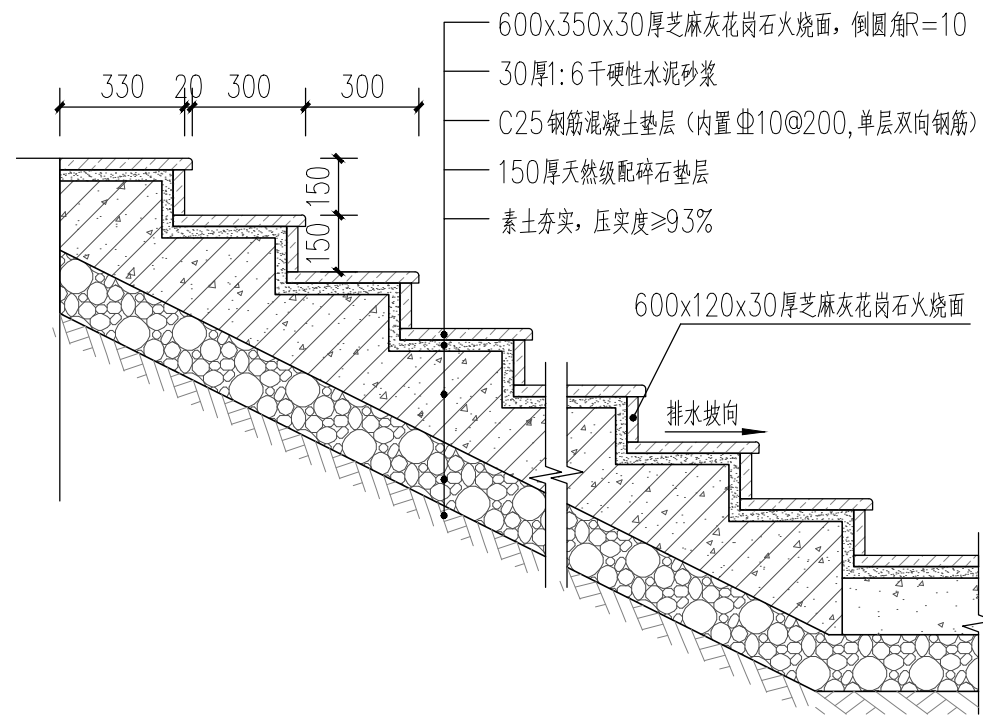 600x350x30厚芝麻灰花岗石火烧面，倒圆角R=10
30厚1:6干硬性水泥砂浆
C25钢筋混凝土垫层（内置Φ10@200,单层双向钢筋）
150厚天然级配碎石垫层
素土夯实，压实度≥93%
330 20 300 300
150
150
600x120x30厚芝麻灰花岗石火烧面
排水坡向